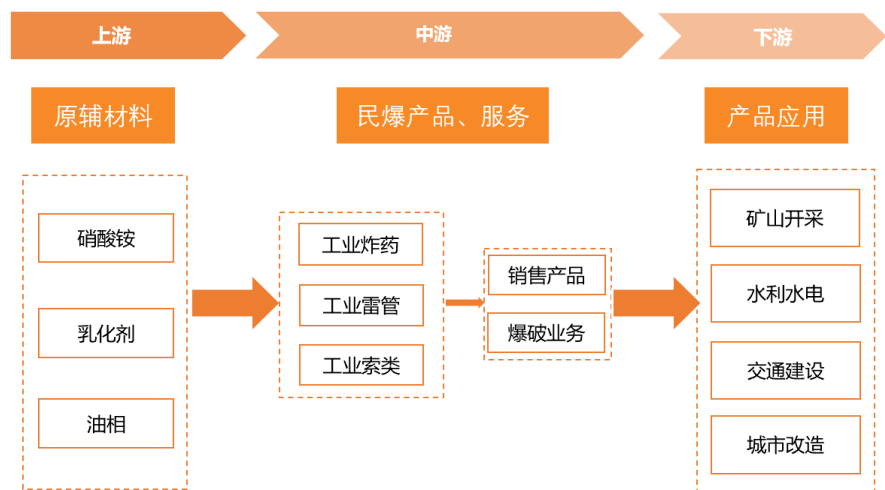 上游
中游
下游
原辅材料
民爆产品、服务
产品应用
硝酸铵
乳化剂
油相
工业炸药
工业雷管
工业索类
销售产品
爆破业务
矿山开采
水利水电
交通建设
城市改造